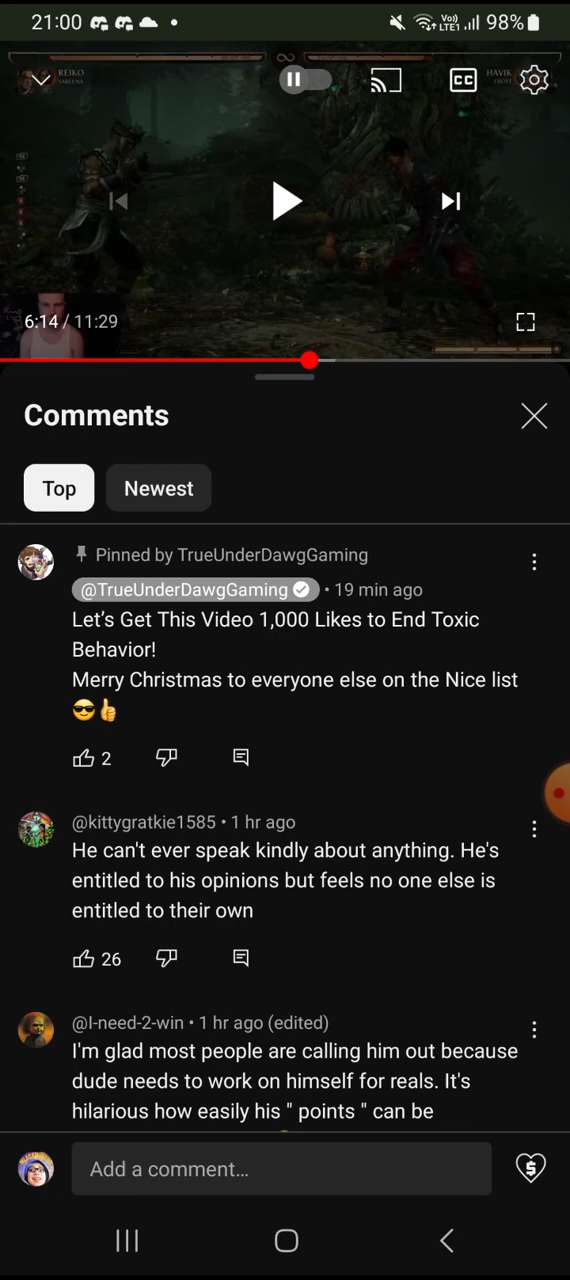 21:00
Vo))
LTE1
98%
REIKO
SAREENA
CC
HAVIK
FROST
6:14 / 11:29
Comments
Top
Newest
Pinned by TrueUnderDawgGaming
@TrueUnderDawgGaming • 19 min ago
Let's Get This Video 1,000 Likes to End Toxic
Behavior!
Merry Christmas to everyone else on the Nice list
😎👍
2
@kittygratkie1585 • 1 hr ago
He can't ever speak kindly about anything. He's
entitled to his opinions but feels no one else is
entitled to their own
26
@I-need-2-win • 1 hr ago (edited)
I'm glad most people are calling him out because
dude needs to work on himself for reals. It's
hilarious how easily his " points " can be
Add a comment...